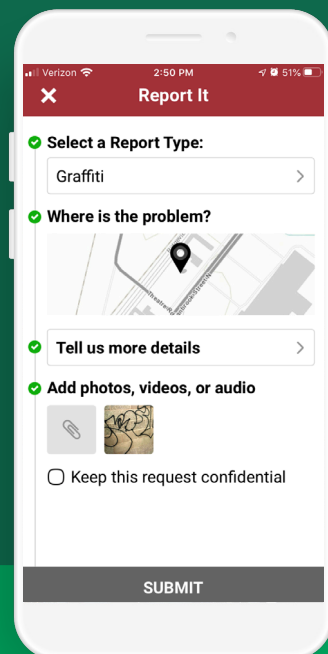 Verizon 2:50 PM 51%
Report It
Select a Report Type:
Graffiti
Where is the problem?
Tell us more details
Add photos, videos, or audio
Keep this request confidential
SUBMIT